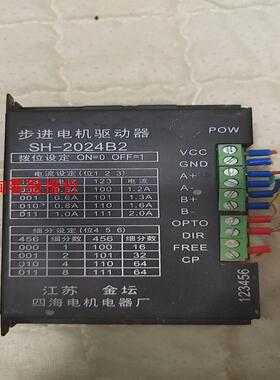 步进电机驱动器 POW
SH-2024B2
拨位设定 ON=0 OFF=1
电流设定(位1 2 3)
123 电流 123 电流
100 1.2A
001 0.6A 101 1.5A
010 0.8A 110 1.8A
011 1.0A 111 2.0A
细分设定(位4 5 6)
456 细分数 456 细分数
000 1 100 16
001 2 101 32
010 4 110 64
011 8 111 64
江苏 金坛
四海电机电器厂
VCC
GND
A+
A-
B+
B-
OPTO
DIR
FREE
CP
123456